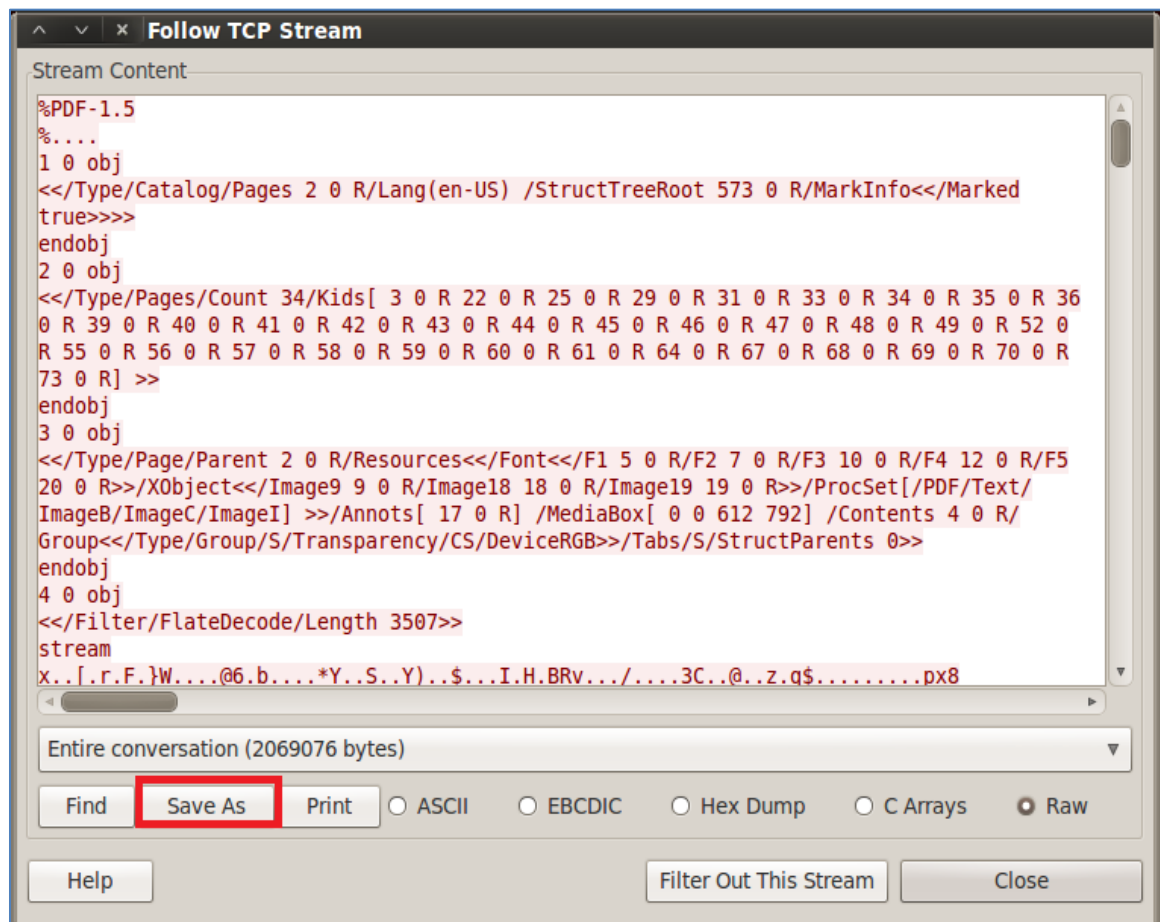 Follow TCP Stream
Stream Content
%PDF-1.5
%....
1 0 obj
<</Type/Catalog/Pages 2 0 R/Lang(en-US) /StructTreeRoot 573 0 R/MarkInfo<</Marked
true>>>>
endobj
2 0 obj
<</Type/Pages/Count 34/Kids[ 3 0 R 22 0 R 25 0 R 29 0 R 31 0 R 33 0 R 34 0 R 35 0 R 36
0 R 39 0 R 40 0 R 41 0 R 42 0 R 43 0 R 44 0 R 45 0 R 46 0 R 47 0 R 48 0 R 49 0 R 52 0
R 55 0 R 56 0 R 57 0 R 58 0 R 59 0 R 60 0 R 61 0 R 64 0 R 67 0 R 68 0 R 69 0 R 70 0 R
73 0 R] >>
endobj
3 0 obj
<</Type/Page/Parent 2 0 R/Resources<</Font<</F1 5 0 R/F2 7 0 R/F3 10 0 R/F4 12 0 R/F5
20 0 R>>/XObject<</Image9 9 0 R/Image18 18 0 R/Image19 19 0 R>>/ProcSet[/PDF/Text/
ImageB/ImageC/ImageI] >>/Annots[ 17 0 R] /MediaBox[ 0 0 612 792] /Contents 4 0 R/
Group<</Type/Group/S/Transparency/CS/DeviceRGB>>/Tabs/S/StructParents 0>>
endobj
4 0 obj
<</Filter/FlateDecode/Length 3507>>
stream
x..[.r.F.}W....@6.b....*Y..S..Y)..$...I.H.BRv.../....3C..@..z.q$.........px8
Entire conversation (2069076 bytes)
Find Save As Print ASCII EBCDIC Hex Dump C Arrays Raw
Help Filter Out This Stream Close